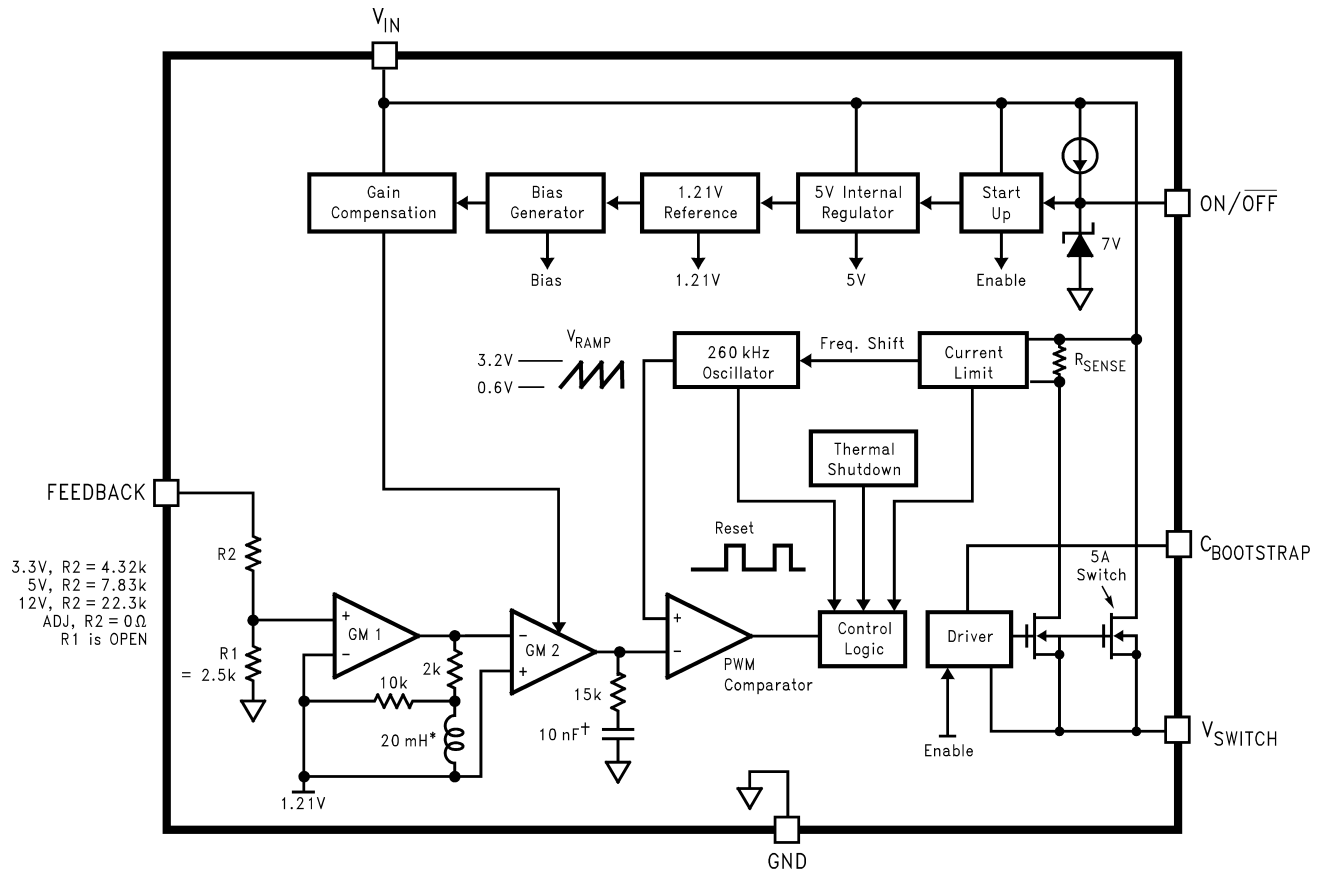 VIN
Gain
Compensation
Bias
Generator
1.21V
Reference
5V Internal
Regulator
Start
Up
ON/OFF
7V
Bias
1.21V
5V
Enable
VRAMP
3.2V
0.6V
260 kHz
Oscillator
Freq. Shift
Current
Limit
RSENSE
Thermal
Shutdown
FEEDBACK
Reset
CBOOTSTRAP
5A
Switch
R2
3.3V, R2 = 4.32k
5V, R2 = 7.83k
12V, R2 = 22.3k
ADJ, R2 = 0Ω
R1 is OPEN
R1
= 2.5k
+
GM 1
−
−
GM 2
+
+
−
PWM
Comparator
Control
Logic
Driver
2k
10k
20 mH*
15k
10 nF†
Enable
VSWITCH
1.21V
GND